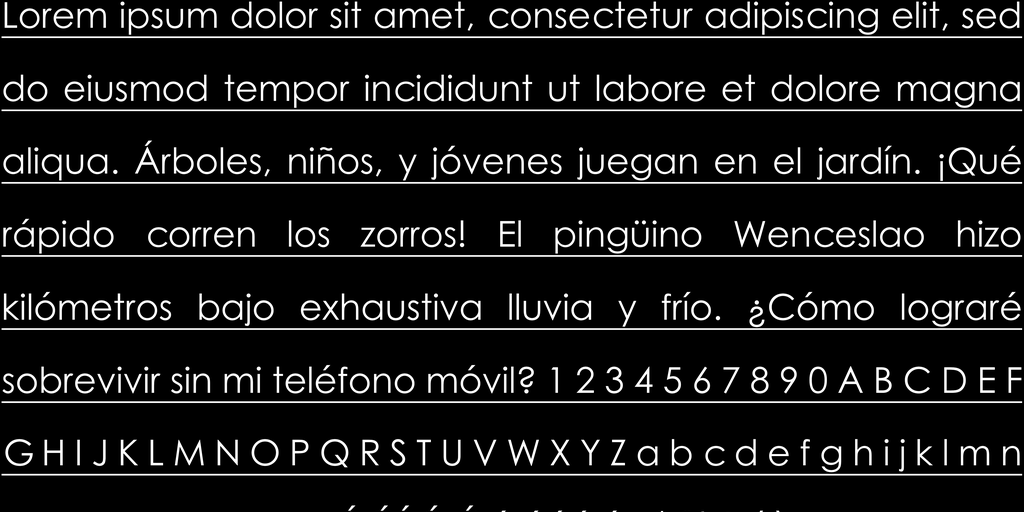 Lorem ipsum dolor sit amet, consectetur adipiscing elit, sed
do eiusmod tempor incididunt ut labore et dolore magna
aliqua. Árboles, niños, y jóvenes juegan en el jardín. ¡Qué
rápido corren los zorros! El pingüino Wenceslao hizo
kilómetros bajo exhaustiva lluvia y frío. ¿Cómo lograré
sobrevivir sin mi teléfono móvil? 1 2 3 4 5 6 7 8 9 0 A B C D E F
G H I J K L M N O P Q R S T U V W X Y Z a b c d e f g h i j k l m n